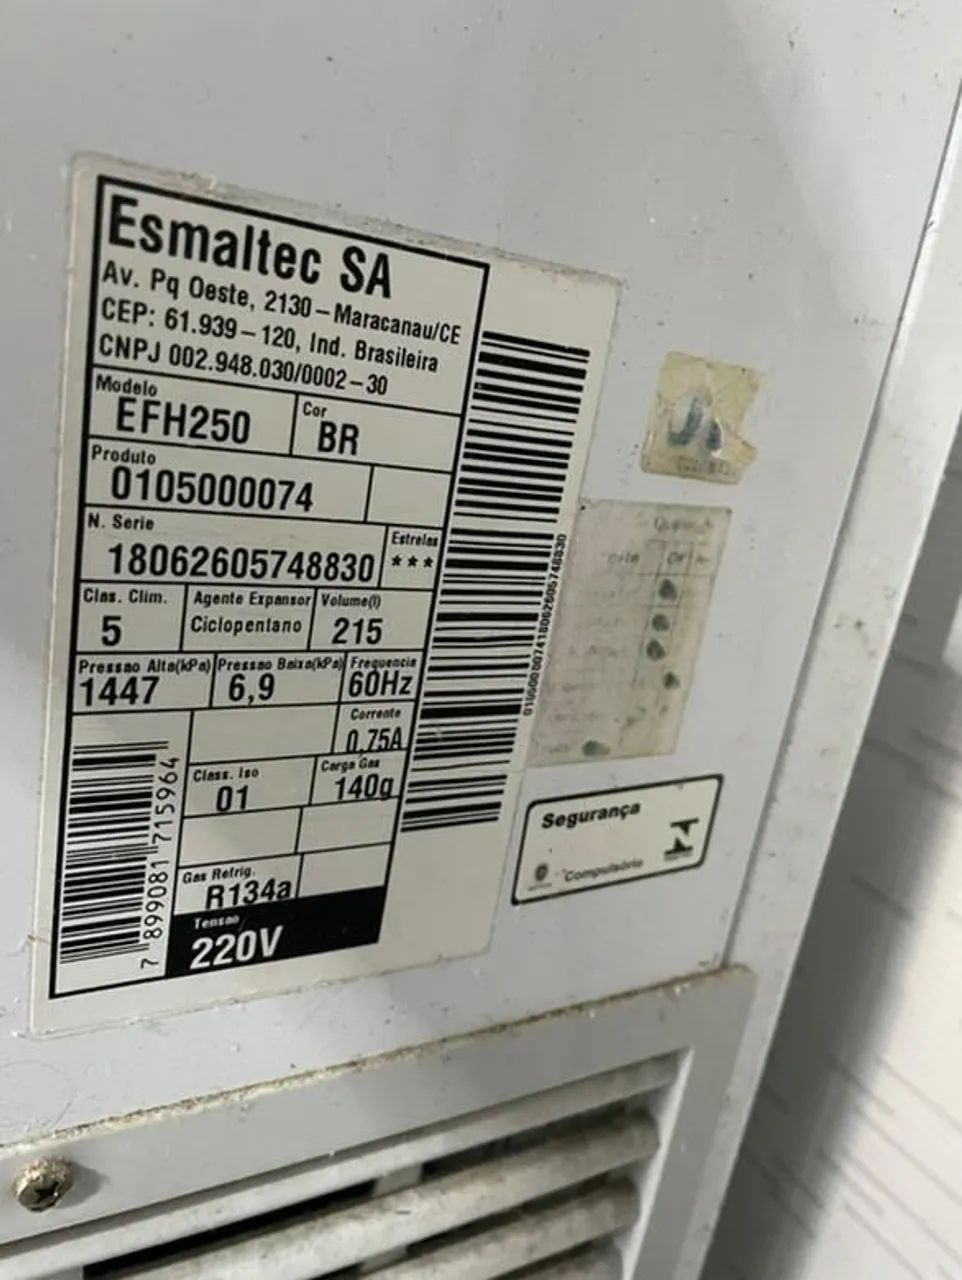 Esmaltec SA
Av. Pq Oeste, 2130-Maracanau/CE
CEP: 61.939-120, Ind. Brasileira
CNPJ 002.948.030/0002-30
Modelo
EFH250
Cor
BR
Produto
0105000074
N. Serie
18062605748830
Estrelas
***
Clas. Clim.
5
Agente Expansor
Ciclopentano
Volume(l)
215
Pressao Alta(kPa)
1447
Pressao Baixa(kPa)
6,9
Frequencia
60Hz
Corrente
0,75A
Class. Iso
01
Carga Gas
140g
Gas Refrig.
R134a
Tensao
220V
7 899081 715964
010500007418062605748830
Segurança
Compulsório